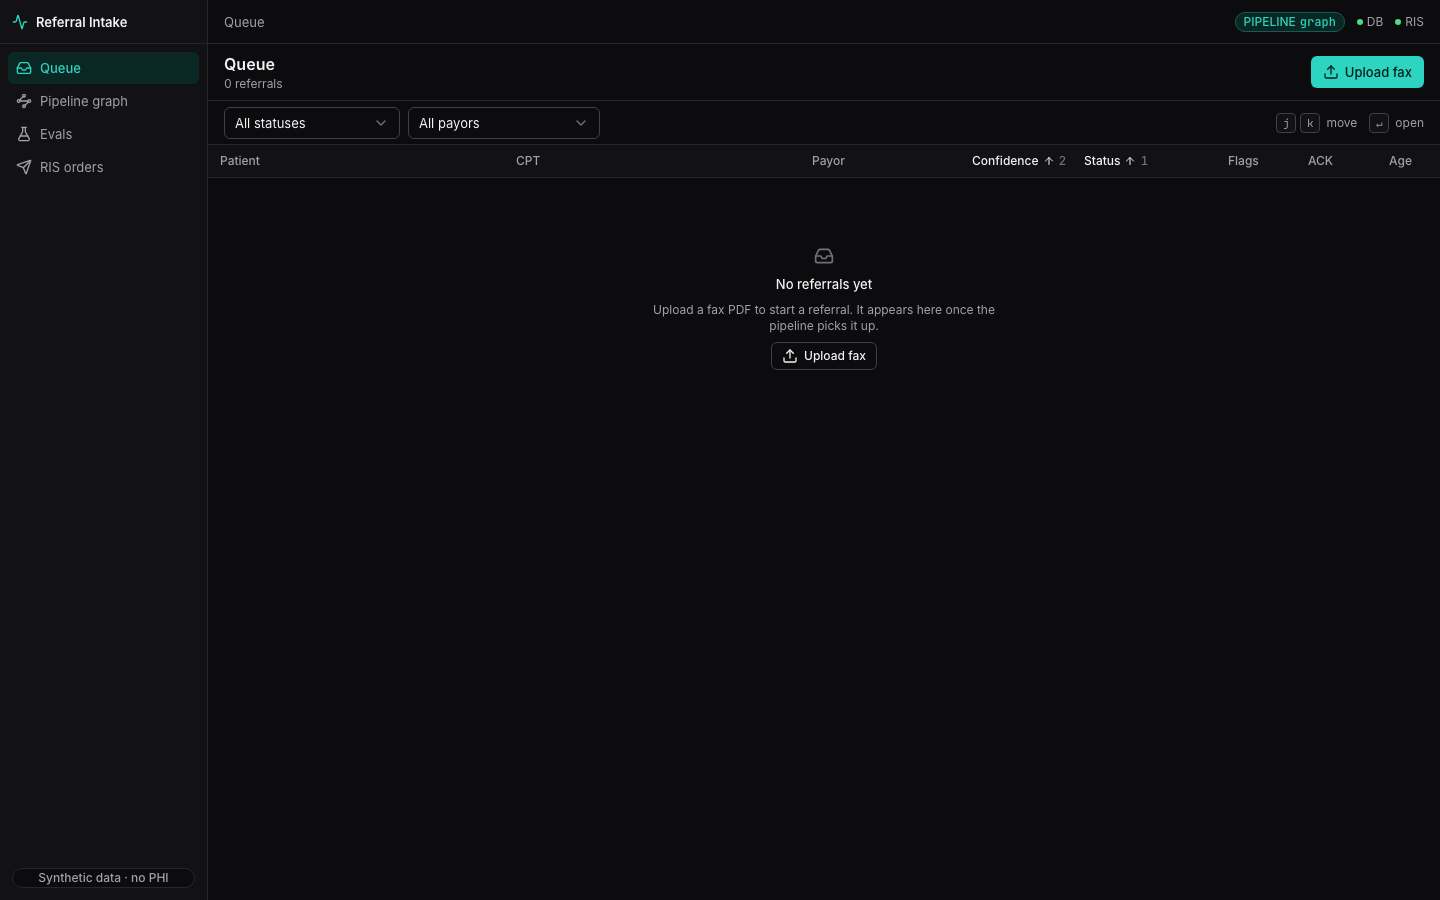 Referral Intake
Queue
PIPELINE graph
DB
RIS
Queue
Pipeline graph
Evals
RIS orders
Queue
0 referrals
Upload fax
All statuses
All payors
j k move ↵ open
Patient CPT Payor Confidence ↑ 2 Status ↑ 1 Flags ACK Age
No referrals yet
Upload a fax PDF to start a referral. It appears here once the
pipeline picks it up.
Upload fax
Synthetic data · no PHI